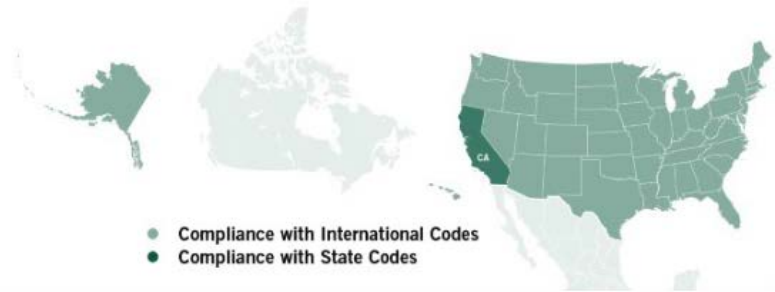 CA
Compliance with International Codes
Compliance with State Codes